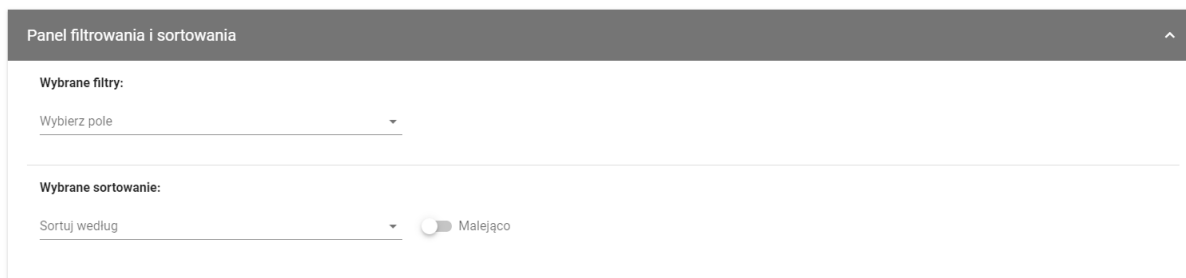 Panel filtrowania i sortowania
Wybrane filtry:
Wybierz pole
Wybrane sortowanie:
Sortuj według
Malejąco